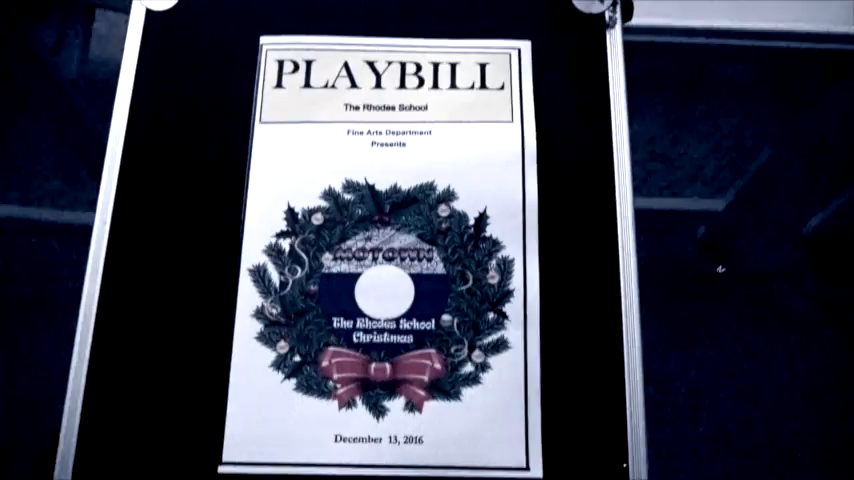 PLAYBILL
The Rhodes School
Fine Arts Department
Presents
MOTOWN
The Rhodes School
Christmas
December 13, 2016